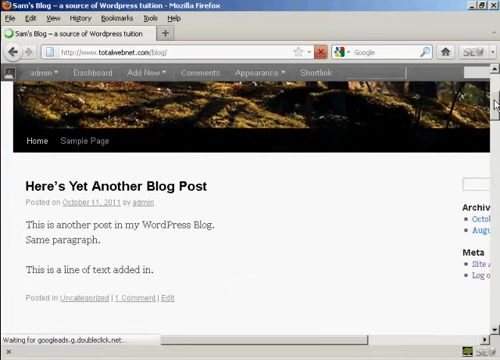 Sam's Blog – a source of Wordpress tuition - Mozilla Firefox
File Edit View History Bookmarks Tools Help
Sam's Blog – a source of Wordpress tuition
http://www.totalwebnet.com/blog/
Google
SEO
admin Dashboard Add New Comments Appearance Shortlink
Home Sample Page
Here's Yet Another Blog Post
Posted on October 11, 2011 by admin
This is another post in my WordPress Blog.
Same paragraph.
This is a line of text added in.
Posted in Uncategorized | 1 Comment | Edit
Archiv
Octob
Augu
Meta
Site A
Log o
Waiting for googleads.g.doubleclick.net...
SEO